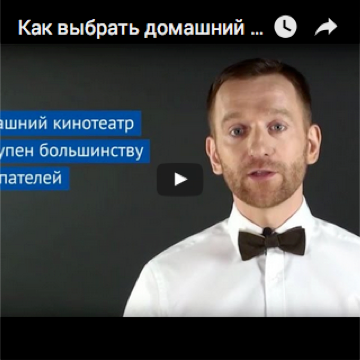 Как выбрать домашний ...
ашний кинотеатр
упен большинству
пателей